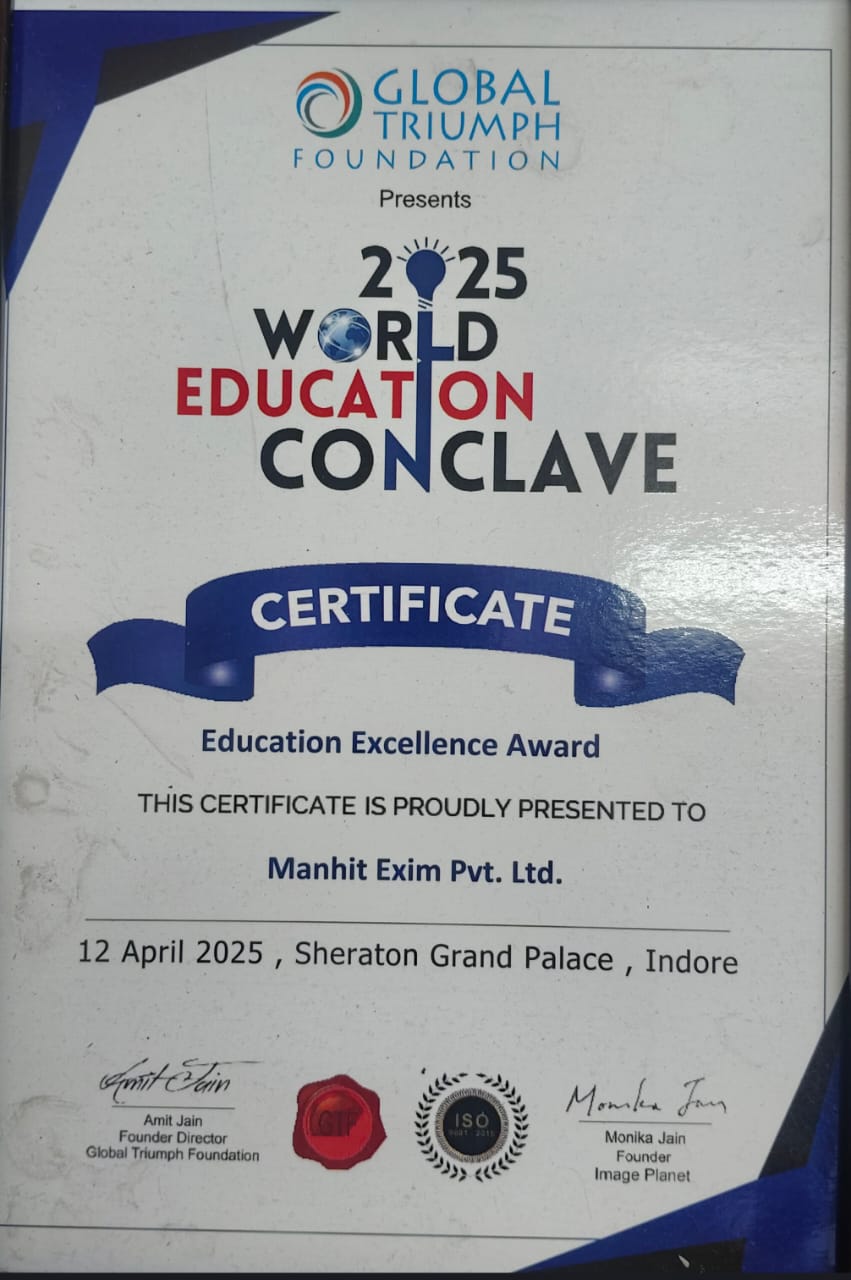 GLOBAL
TRIUMPH
FOUNDATION
Presents
2025
WORLD
EDUCATION
CONCLAVE
CERTIFICATE
Education Excellence Award
THIS CERTIFICATE IS PROUDLY PRESENTED TO
Manhit Exim Pvt. Ltd.
12 April 2025 , Sheraton Grand Palace , Indore
Amit Jain
Amit Jain
Founder Director
Global Triumph Foundation
GTF
ISO
9001 2015
Monika Jain
Monika Jain
Founder
Image Planet